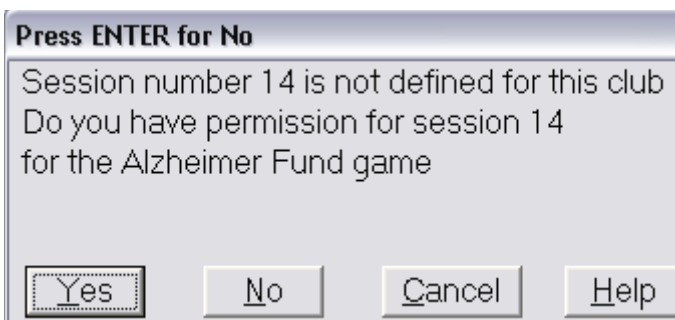 Press ENTER for No
Session number 14 is not defined for this club
Do you have permission for session 14
for the Alzheimer Fund game
Yes No Cancel Help